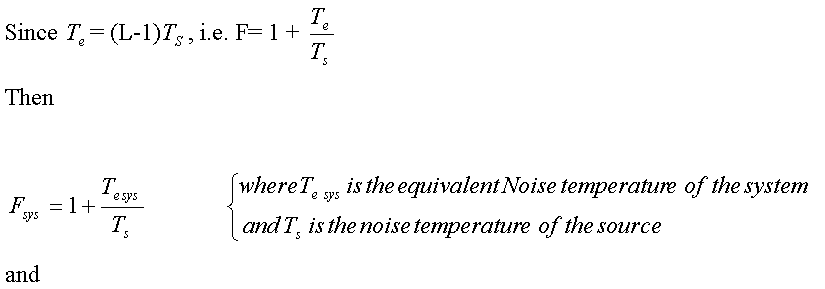 Since T_e = (L-1)T_S , i.e. F= 1 + T_e / T_s
Then
F_sys = 1 + T_e sys / T_s { where T_e sys is the equivalent Noise temperature of the system
and T_s is the noise temperature of the source
and